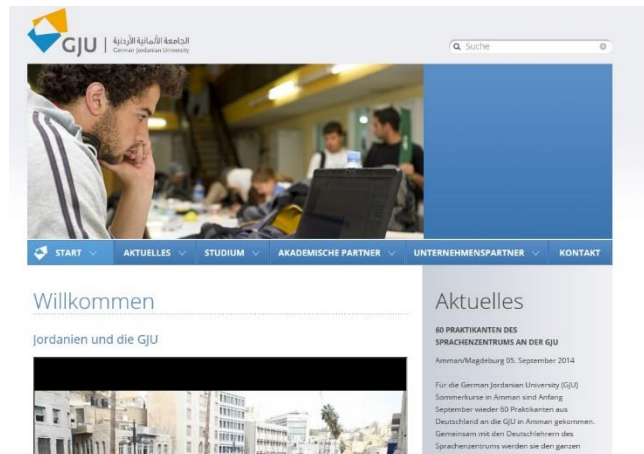 GJU
الجامعة الألمانية الأردنية
German Jordanian University
Suche
START
AKTUELLES
STUDIUM
AKADEMISCHE PARTNER
UNTERNEHMENSPARTNER
KONTAKT
Willkommen
Jordanien und die GJU
Aktuelles
60 PRAKTIKANTEN DES
SPRACHENZENTRUMS AN DER GJU
Amman/Magdeburg 05. September 2014
Für die German Jordanian University (GJU)
Sommerkurse in Amman sind Anfang
September wieder 60 Praktikanten aus
Deutschland an die GJU in Amman gekommen.
Gemeinsam mit den Deutschlehrern des
Sprachenzentrums werden sie den ganzen